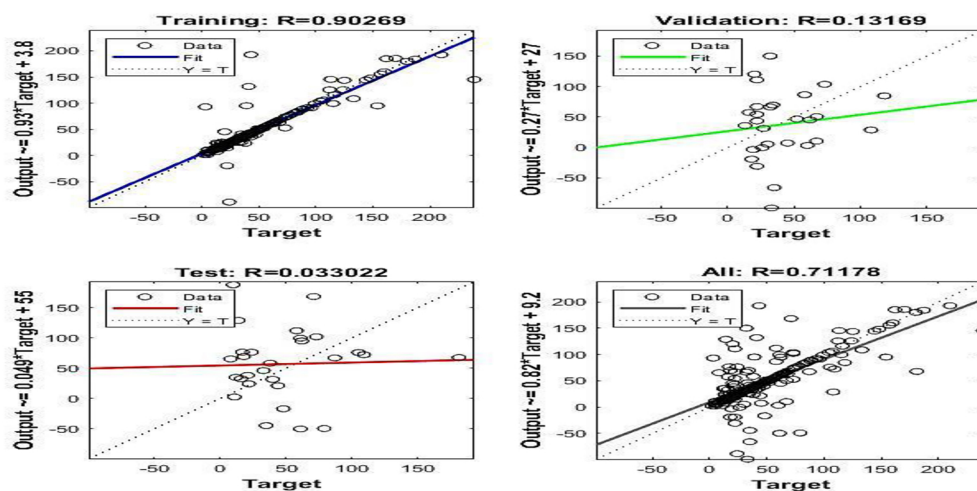 Training: R=0.90269
Output ~= 0.93*Target + 3.8
Data
Fit
Y = T
200
150
100
50
0
-50
0 50 100 150 200
Target
Validation: R=0.13169
Output ~= 0.27*Target + 27
Data
Fit
Y = T
150
100
50
0
-50
-50 0 50 100 150
Target
Test: R=0.033022
Output ~= 0.049*Target + 55
Data
Fit
Y = T
150
100
50
0
-50
-50 0 50 100 150
Target
All: R=0.71178
Output ~= 0.82*Target + 9.2
Data
Fit
Y = T
200
150
100
50
0
-50
-50 0 50 100 150 200
Target